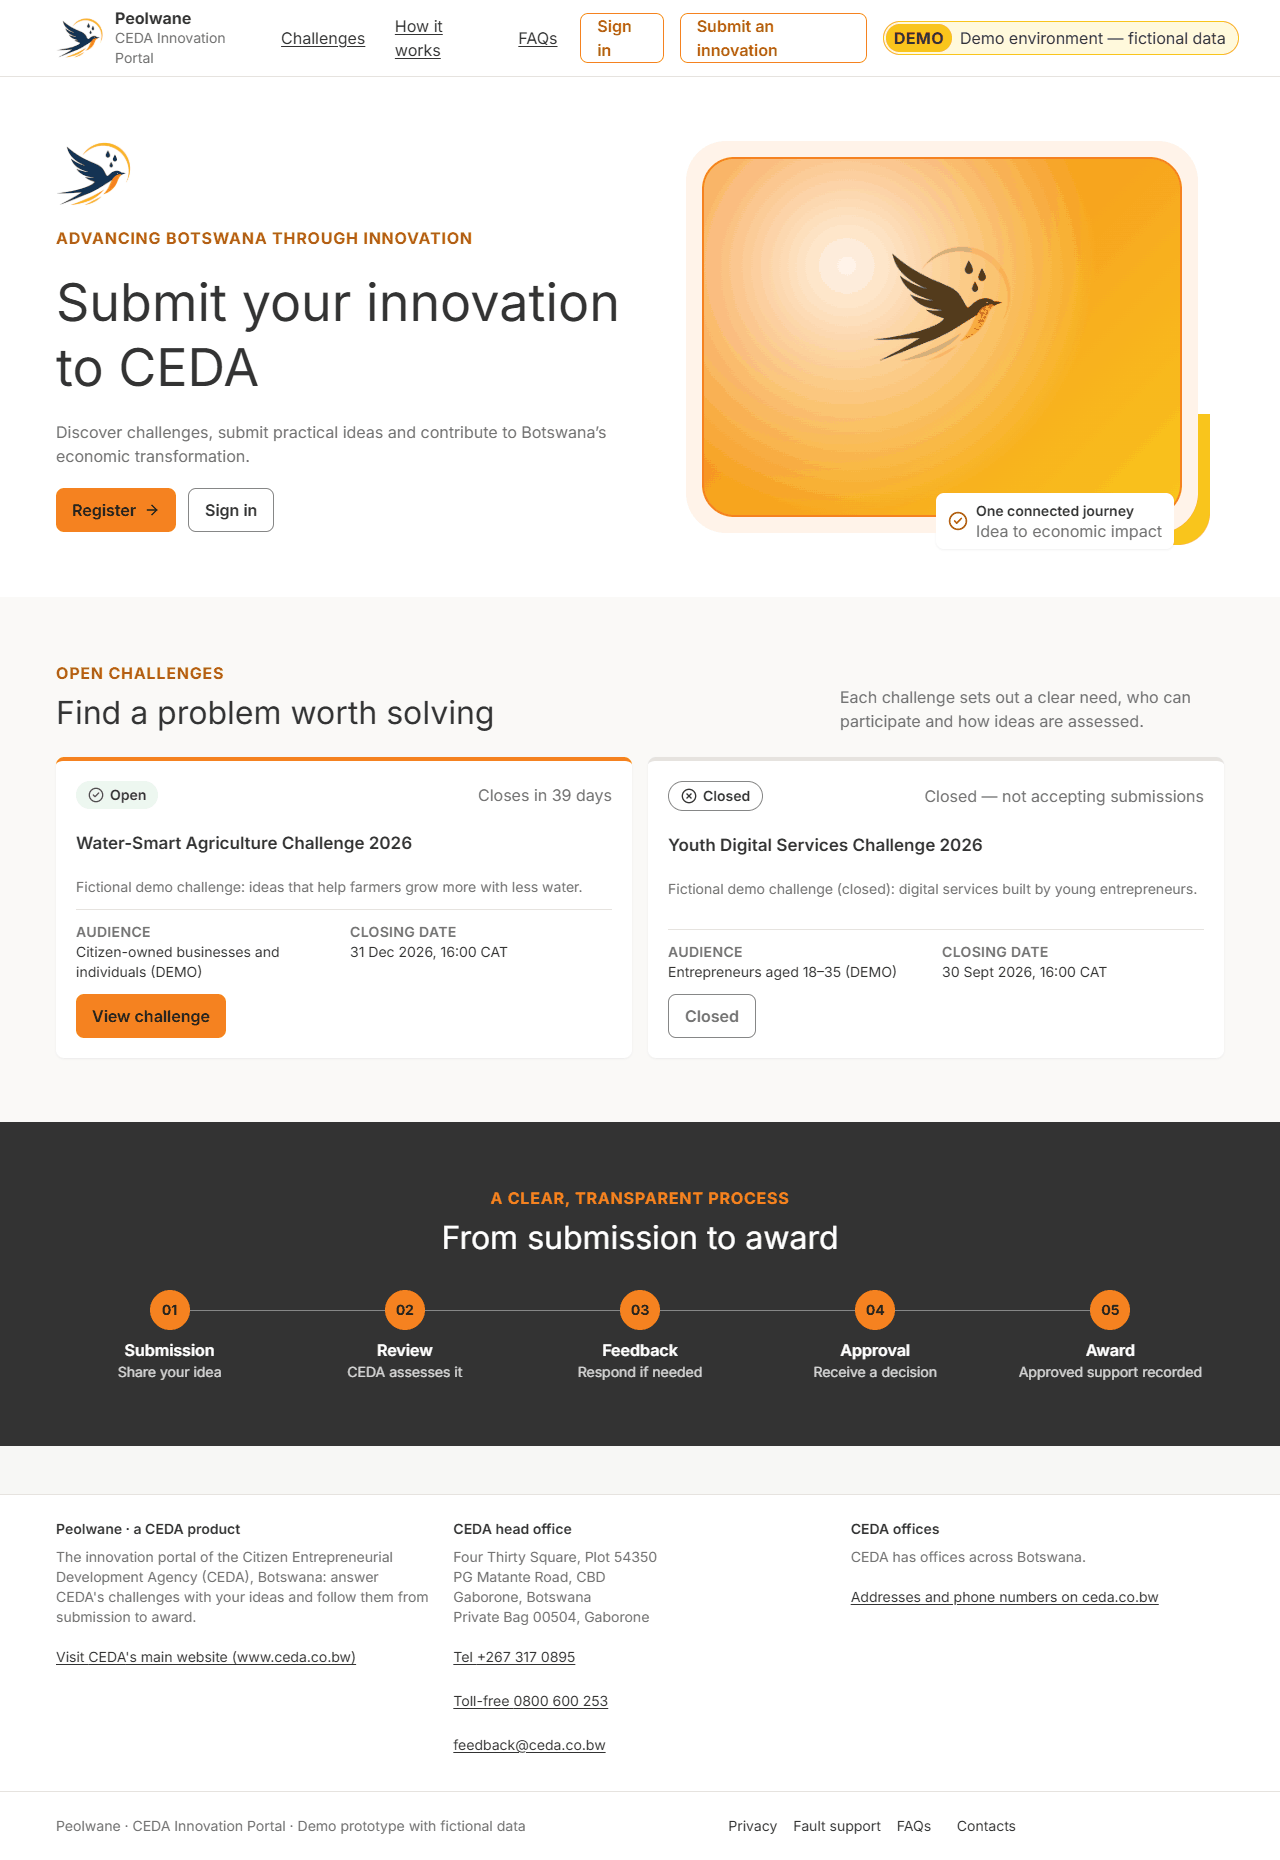 Peolwane
CEDA Innovation
Portal
Challenges
How it
works
FAQs
Sign
in
Submit an
innovation
DEMO Demo environment — fictional data
ADVANCING BOTSWANA THROUGH INNOVATION
Submit your innovation
to CEDA
Discover challenges, submit practical ideas and contribute to Botswana’s
economic transformation.
Register
Sign in
One connected journey
Idea to economic impact
OPEN CHALLENGES
Find a problem worth solving
Each challenge sets out a clear need, who can
participate and how ideas are assessed.
Open
Closes in 39 days
Water-Smart Agriculture Challenge 2026
Fictional demo challenge: ideas that help farmers grow more with less water.
AUDIENCE
Citizen-owned businesses and
individuals (DEMO)
CLOSING DATE
31 Dec 2026, 16:00 CAT
View challenge
Closed
Closed — not accepting submissions
Youth Digital Services Challenge 2026
Fictional demo challenge (closed): digital services built by young entrepreneurs.
AUDIENCE
Entrepreneurs aged 18–35 (DEMO)
CLOSING DATE
30 Sept 2026, 16:00 CAT
Closed
A CLEAR, TRANSPARENT PROCESS
From submission to award
01
Submission
Share your idea
02
Review
CEDA assesses it
03
Feedback
Respond if needed
04
Approval
Receive a decision
05
Award
Approved support recorded
Peolwane · a CEDA product
The innovation portal of the Citizen Entrepreneurial
Development Agency (CEDA), Botswana: answer
CEDA's challenges with your ideas and follow them from
submission to award.
Visit CEDA's main website (www.ceda.co.bw)
CEDA head office
Four Thirty Square, Plot 54350
PG Matante Road, CBD
Gaborone, Botswana
Private Bag 00504, Gaborone
Tel +267 317 0895
Toll-free 0800 600 253
feedback@ceda.co.bw
CEDA offices
CEDA has offices across Botswana.
Addresses and phone numbers on ceda.co.bw
Peolwane · CEDA Innovation Portal · Demo prototype with fictional data
Privacy
Fault support
FAQs
Contacts